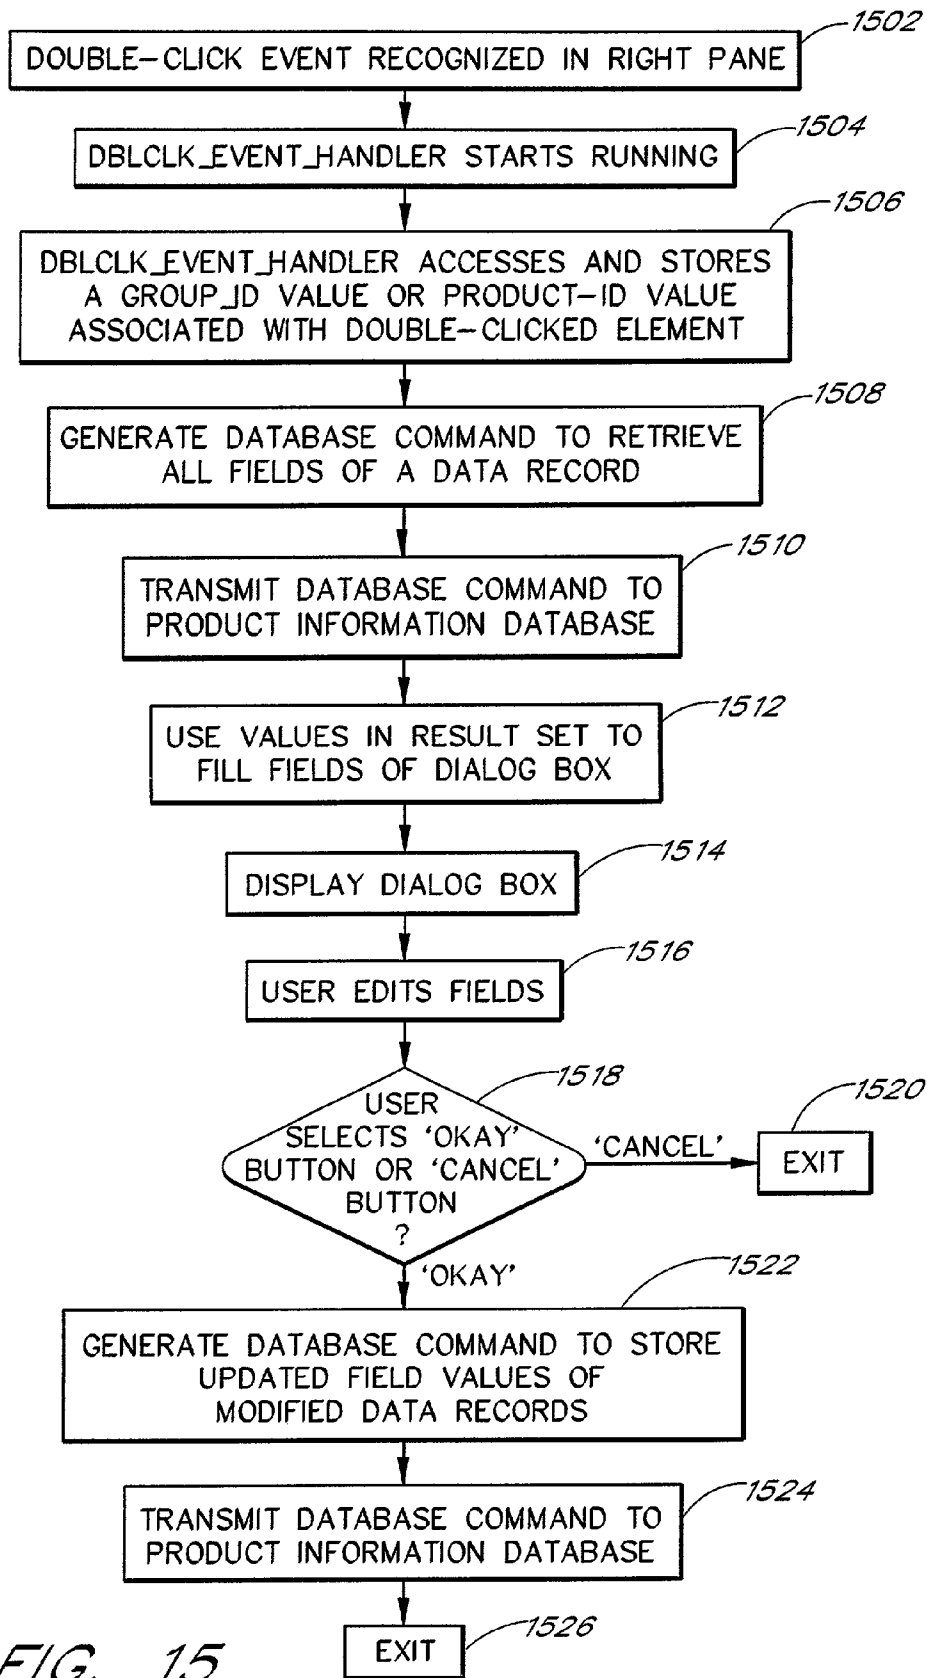 1502
DOUBLE-CLICK EVENT RECOGNIZED IN RIGHT PANE
1504
DBLCLK_EVENT_HANDLER STARTS RUNNING
1506
DBLCLK_EVENT_HANDLER ACCESSES AND STORES
A GROUP_ID VALUE OR PRODUCT-ID VALUE
ASSOCIATED WITH DOUBLE-CLICKED ELEMENT
1508
GENERATE DATABASE COMMAND TO RETRIEVE
ALL FIELDS OF A DATA RECORD
1510
TRANSMIT DATABASE COMMAND TO
PRODUCT INFORMATION DATABASE
1512
USE VALUES IN RESULT SET TO
FILL FIELDS OF DIALOG BOX
1514
DISPLAY DIALOG BOX
1516
USER EDITS FIELDS
1518
USER
SELECTS 'OKAY'
BUTTON OR 'CANCEL'
BUTTON
?
'CANCEL'
1520
EXIT
'OKAY'
1522
GENERATE DATABASE COMMAND TO STORE
UPDATED FIELD VALUES OF
MODIFIED DATA RECORDS
1524
TRANSMIT DATABASE COMMAND TO
PRODUCT INFORMATION DATABASE
1526
EXIT
FIG. 15